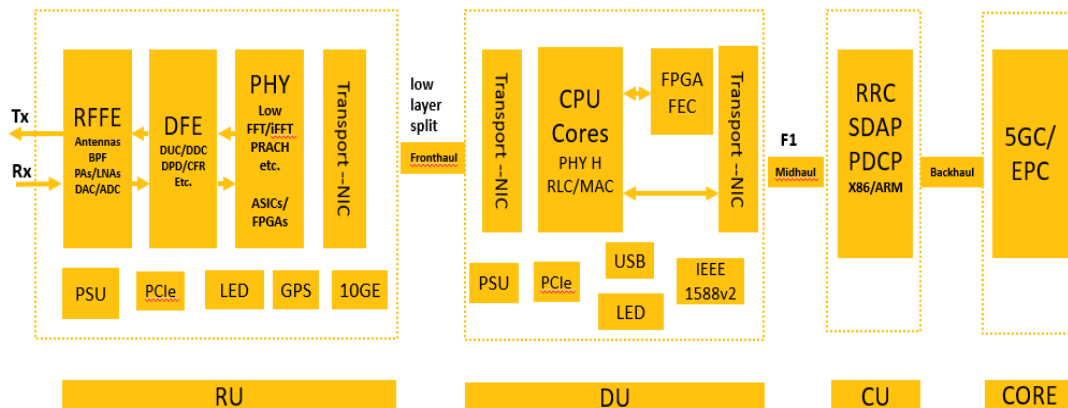 Tx
Rx
RFFE
Antennas
BPF
PAs/LNAs
DAC/ADC
DFE
DUC/DDC
DPD/CFR
Etc.
PHY
Low
FFT/iFFT
PRACH
etc.
ASICs/
FPGAs
Transport --NIC
PSU
PCIe
LED
GPS
10GE
RU
low
layer
split
Fronthaul
Transport --NIC
CPU
Cores
PHY H
RLC/MAC
FPGA
FEC
Transport --NIC
PSU
PCIe
USB
LED
IEEE
1588v2
DU
F1
Midhaul
RRC
SDAP
PDCP
X86/ARM
CU
Backhaul
5GC/
EPC
CORE